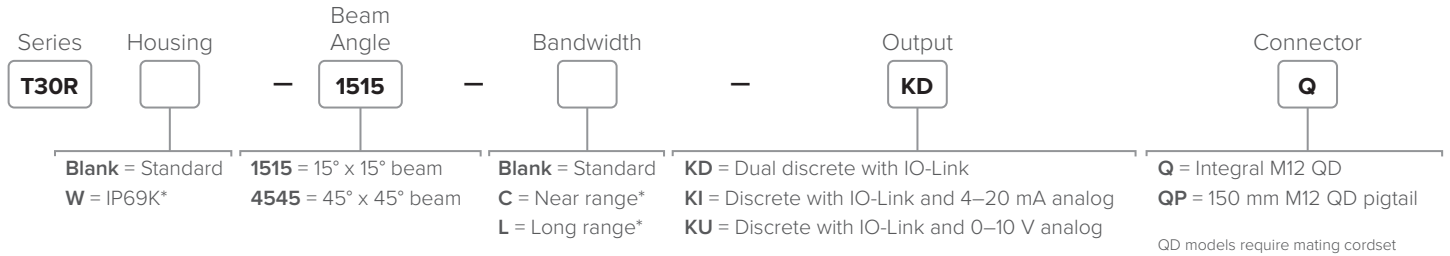 Series
Housing
Beam
Angle
Bandwidth
Output
Connector
T30R
–
1515
–
–
KD
Q
Blank = Standard
W = IP69K*
1515 = 15° x 15° beam
4545 = 45° x 45° beam
Blank = Standard
C = Near range*
L = Long range*
KD = Dual discrete with IO-Link
KI = Discrete with IO-Link and 4–20 mA analog
KU = Discrete with IO-Link and 0–10 V analog
Q = Integral M12 QD
QP = 150 mm M12 QD pigtail
QD models require mating cordset